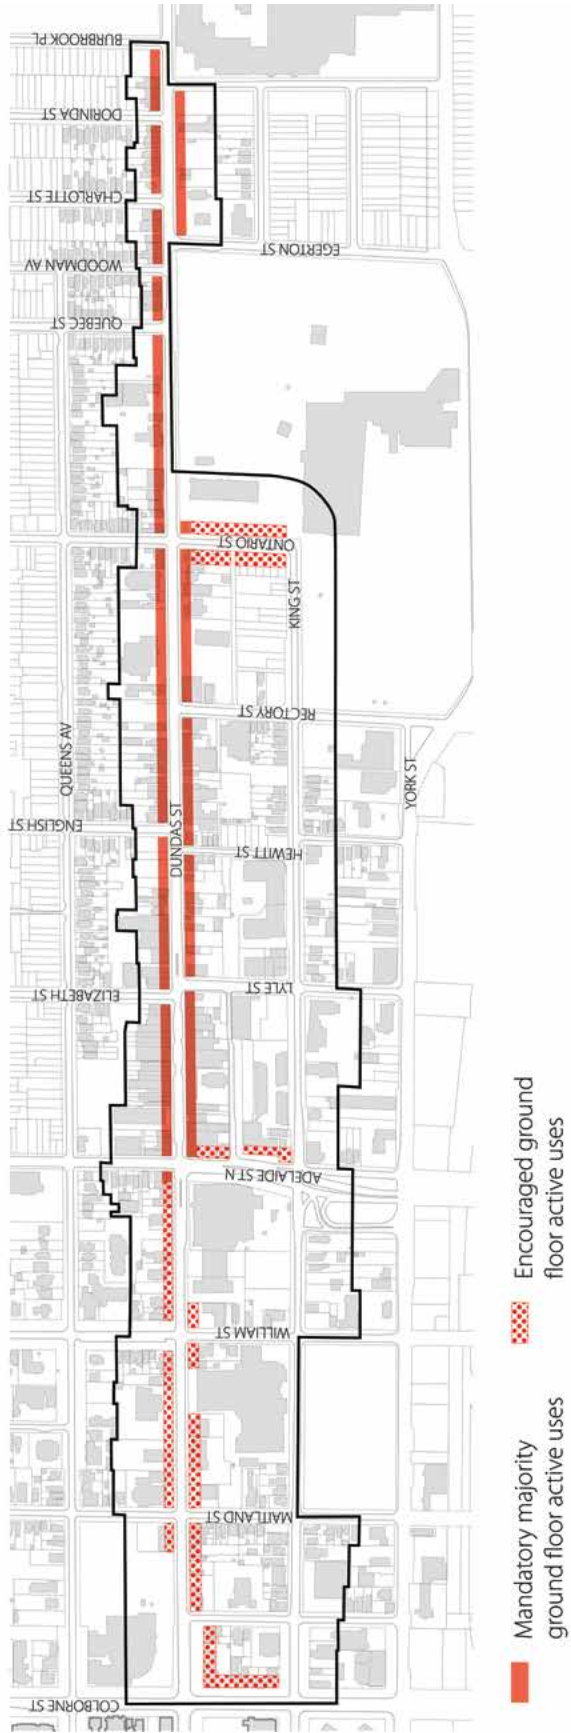 BURBROOK PL
DORINDA ST
CHARLOTTE ST
WOODMAN AV
EGERTON ST
QUEBEC ST
ONTARIO ST
KING ST
RECTORY ST
QUEENS AV
YORK ST
ENGLISH ST
DUNDAS ST
HEWITT ST
LYLE ST
ELIZABETH ST
ADELAIDE ST N
WILLIAM ST
MAITLAND ST
COLBORNE ST
Mandatory majority
ground floor active uses
Encouraged ground
floor active uses